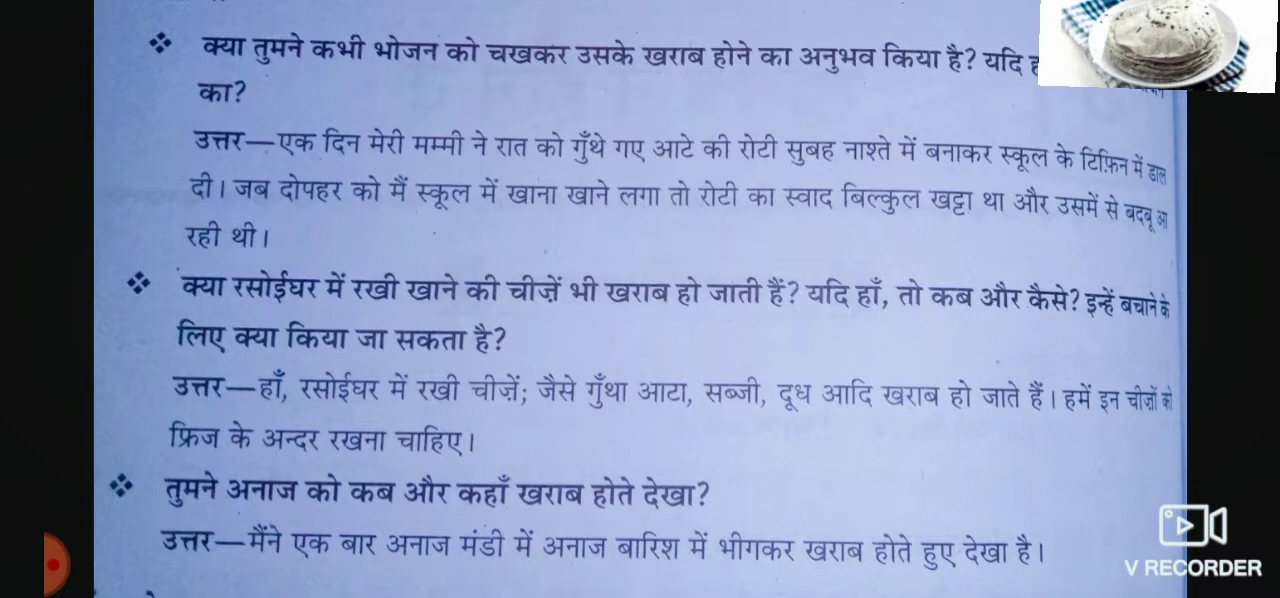 ❖ क्या तुमने कभी भोजन को चखकर उसके खराब होने का अनुभव किया है? यदि
का?
उत्तर—एक दिन मेरी मम्मी ने रात को गुँथे गए आटे की रोटी सुबह नाश्ते में बनाकर स्कूल के टिफ़िन में डाल
दी। जब दोपहर को मैं स्कूल में खाना खाने लगा तो रोटी का स्वाद बिल्कुल खट्टा था और उसमें से बदबू आ
रही थी।
❖ क्या रसोईघर में रखी खाने की चीज़ें भी खराब हो जाती हैं? यदि हाँ, तो कब और कैसे? इन्हें बचाने के
लिए क्या किया जा सकता है?
उत्तर—हाँ, रसोईघर में रखी चीज़ें; जैसे गुँथा आटा, सब्जी, दूध आदि खराब हो जाते हैं। हमें इन चीज़ों को
फ्रिज के अन्दर रखना चाहिए।
❖ तुमने अनाज को कब और कहाँ खराब होते देखा?
उत्तर—मैंने एक बार अनाज मंडी में अनाज बारिश में भीगकर खराब होते हुए देखा है।
V RECORDER